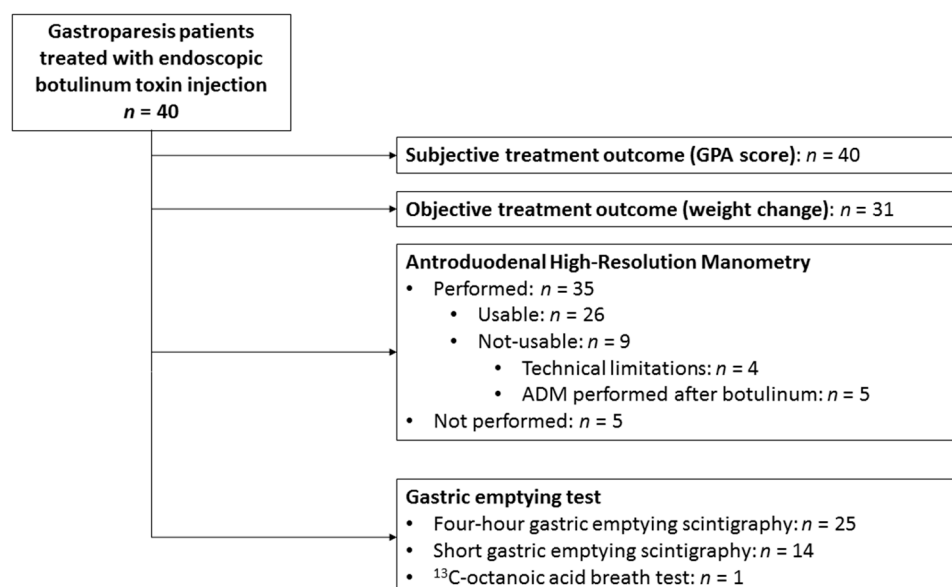 Gastroparesis patients
treated with endoscopic
botulinum toxin injection
n = 40
Subjective treatment outcome (GPA score): n = 40
Objective treatment outcome (weight change): n = 31
Antroduodenal High-Resolution Manometry
• Performed: n = 35
• Usable: n = 26
• Not-usable: n = 9
• Technical limitations: n = 4
• ADM performed after botulinum: n = 5
• Not performed: n = 5
Gastric emptying test
• Four-hour gastric emptying scintigraphy: n = 25
• Short gastric emptying scintigraphy: n = 14
• ¹³C-octanoic acid breath test: n = 1